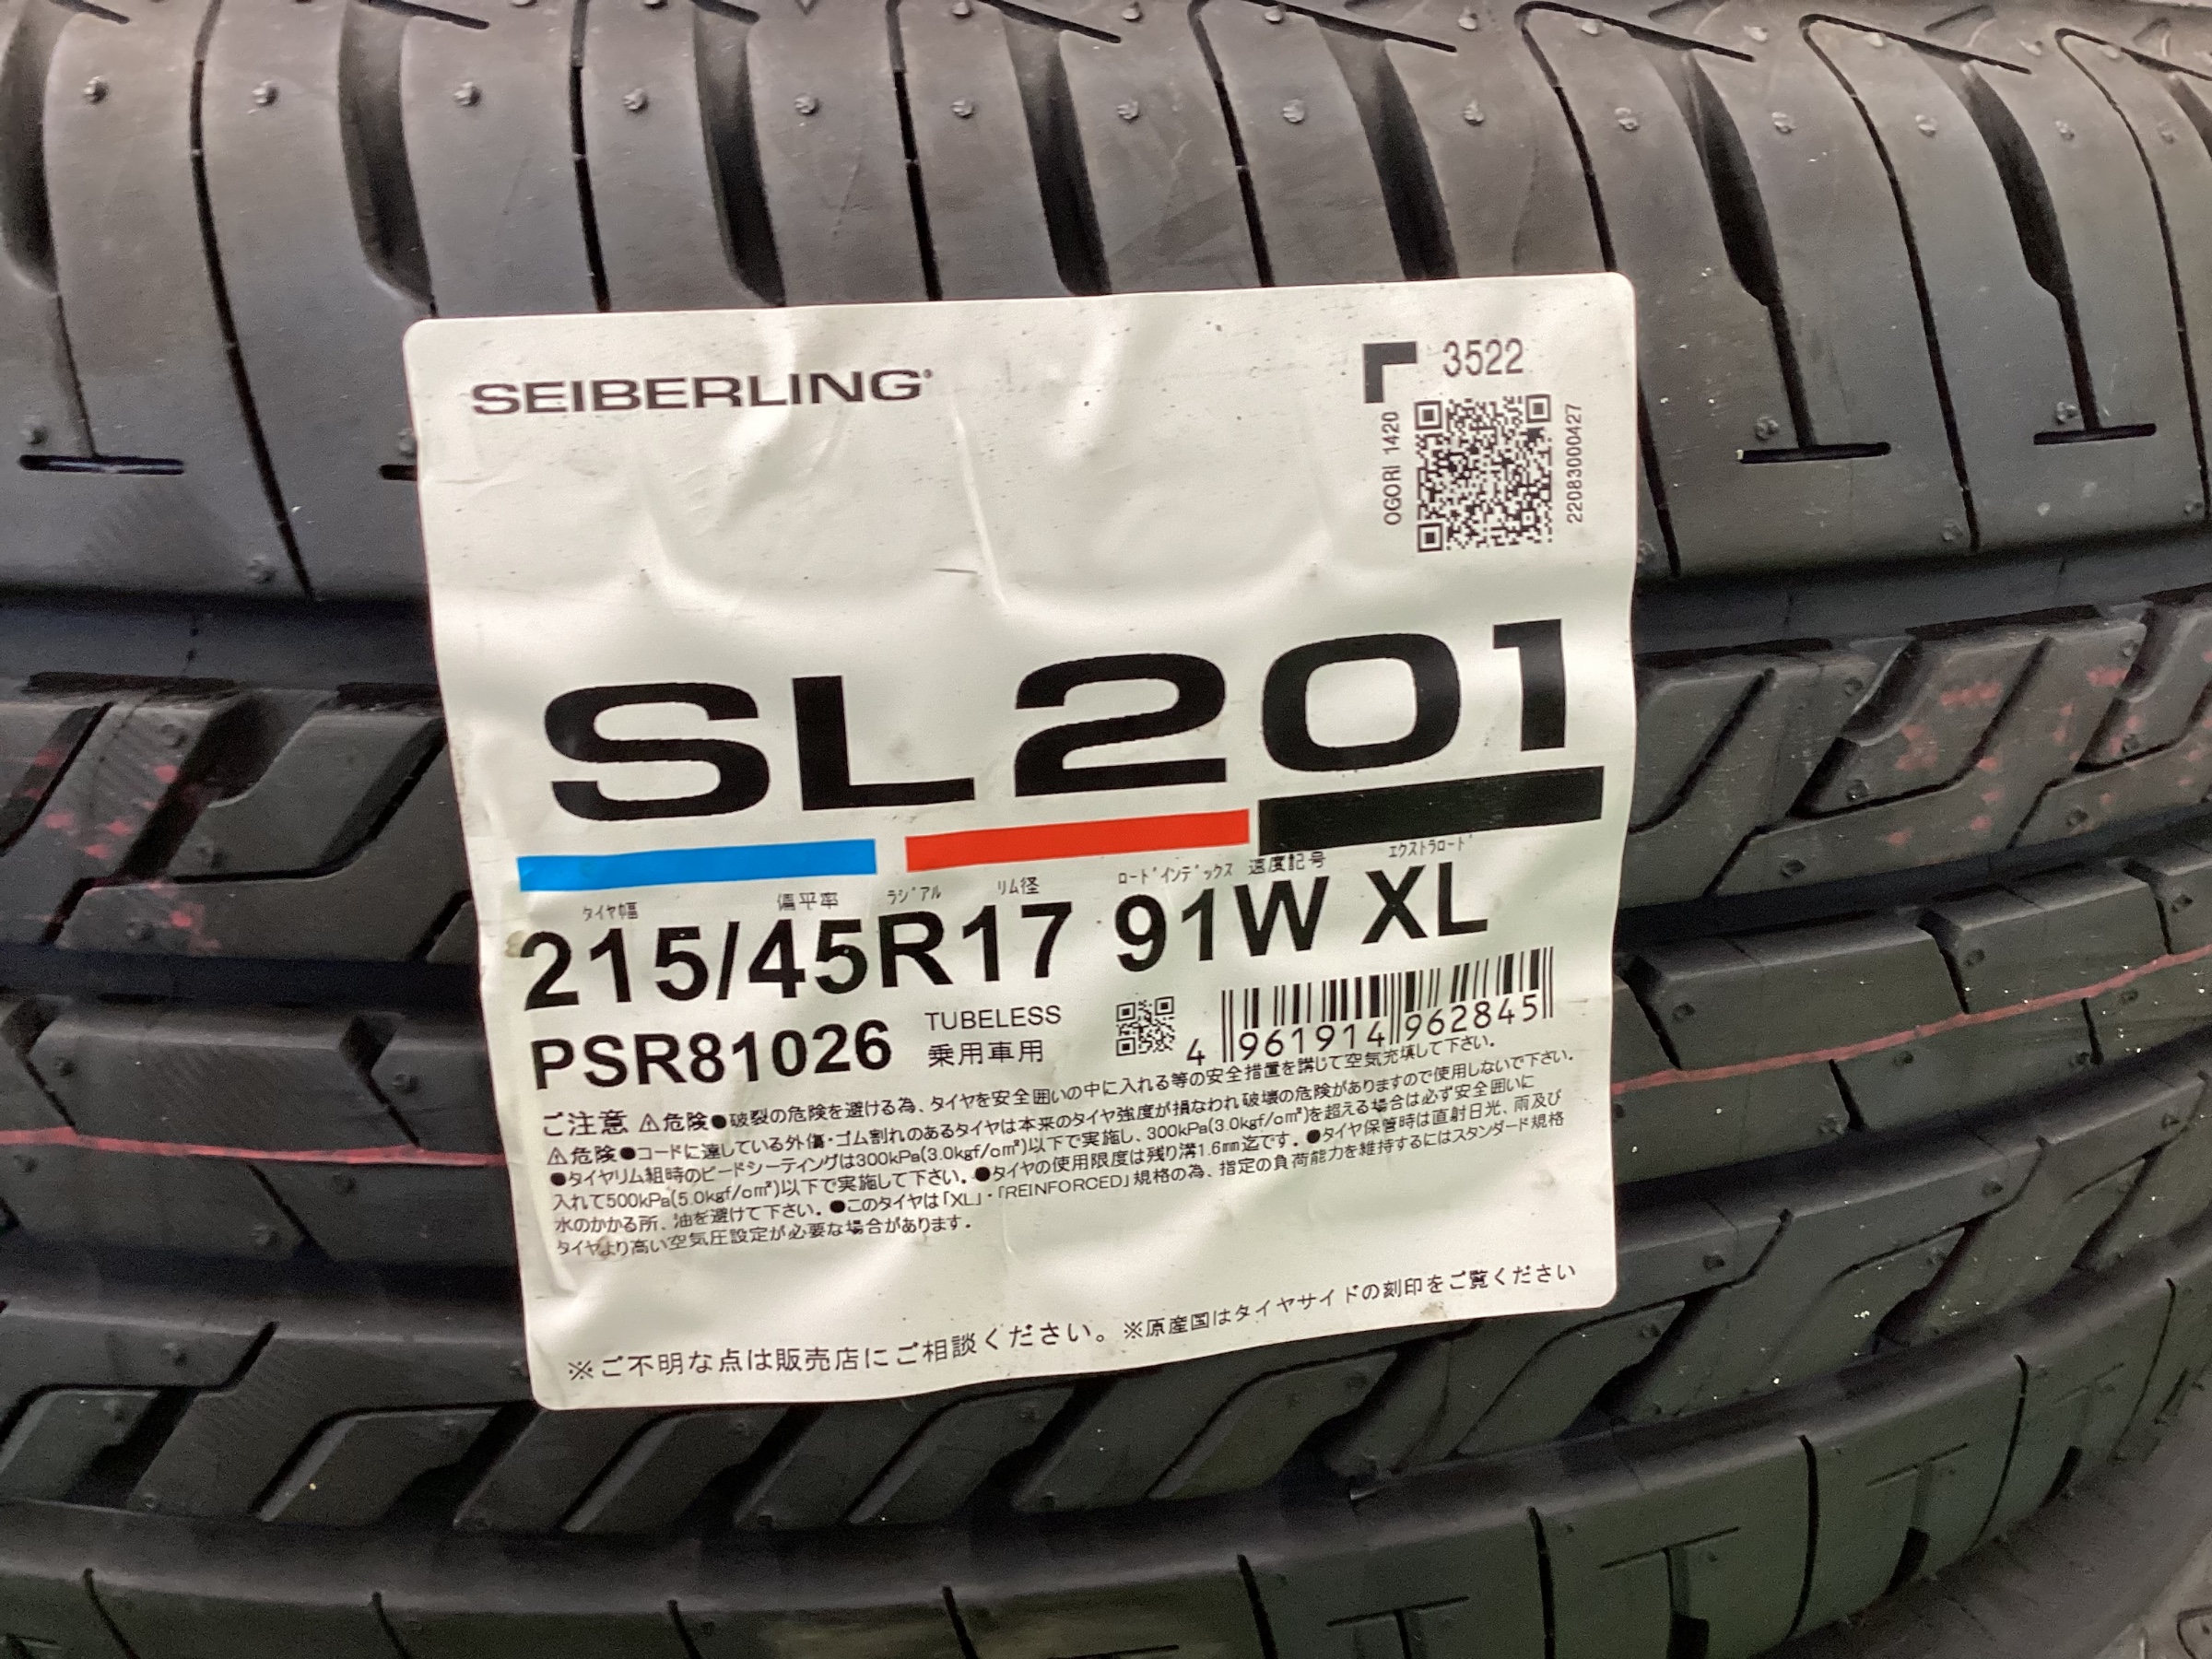 SEIBERLING®
3522
OGORI 1420
22083000427
SL201
タイヤ幅 偏平率 ラジアル リム径 ロードインデックス 速度記号 エクストラロード
215/45R17 91W XL
PSR81026
TUBELESS
乗用車用
4 961914 962845
ご注意 ⚠危険●破裂の危険を避ける為、タイヤを安全囲いの中に入れる等の安全措置を講じて空気充填して下さい。
⚠危険●コードに達している外傷・ゴム割れのあるタイヤは本来のタイヤ強度が損なわれ破壊の危険がありますので使用しないで下さい。
●タイヤリム組時のビードシーティングは300kPa(3.0kgf/c㎡)以下で実施し、300kPa(3.0kgf/c㎡)を超える場合は必ず安全囲いに
入れて500kPa(5.0kgf/c㎡)以下で実施して下さい。●タイヤの使用限度は残り溝1.6㎜迄です。●タイヤ保管時は直射日光、雨及び
水のかかる所、油を避けて下さい。●このタイヤは「XL」・「REINFORCED」規格の為、指定の負荷能力を維持するにはスタンダード規格
タイヤより高い空気圧設定が必要な場合があります。
※ご不明な点は販売店にご相談ください。※原産国はタイヤサイドの刻印をご覧ください